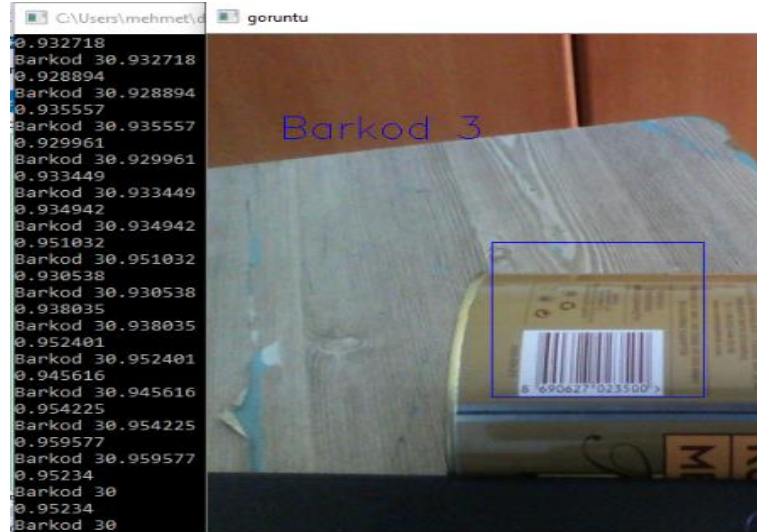 C:\Users\mehmet\d
0.932718
Barkod 30.932718
0.928894
Barkod 30.928894
0.935557
Barkod 30.935557
0.929961
Barkod 30.929961
0.933449
Barkod 30.933449
0.934942
Barkod 30.934942
0.951032
Barkod 30.951032
0.930538
Barkod 30.930538
0.938035
Barkod 30.938035
0.952401
Barkod 30.952401
0.945616
Barkod 30.945616
0.954225
Barkod 30.954225
0.959577
Barkod 30.959577
0.95234
Barkod 30
0.95234
Barkod 30
goruntu
Barkod 3
8 690627 023500 >